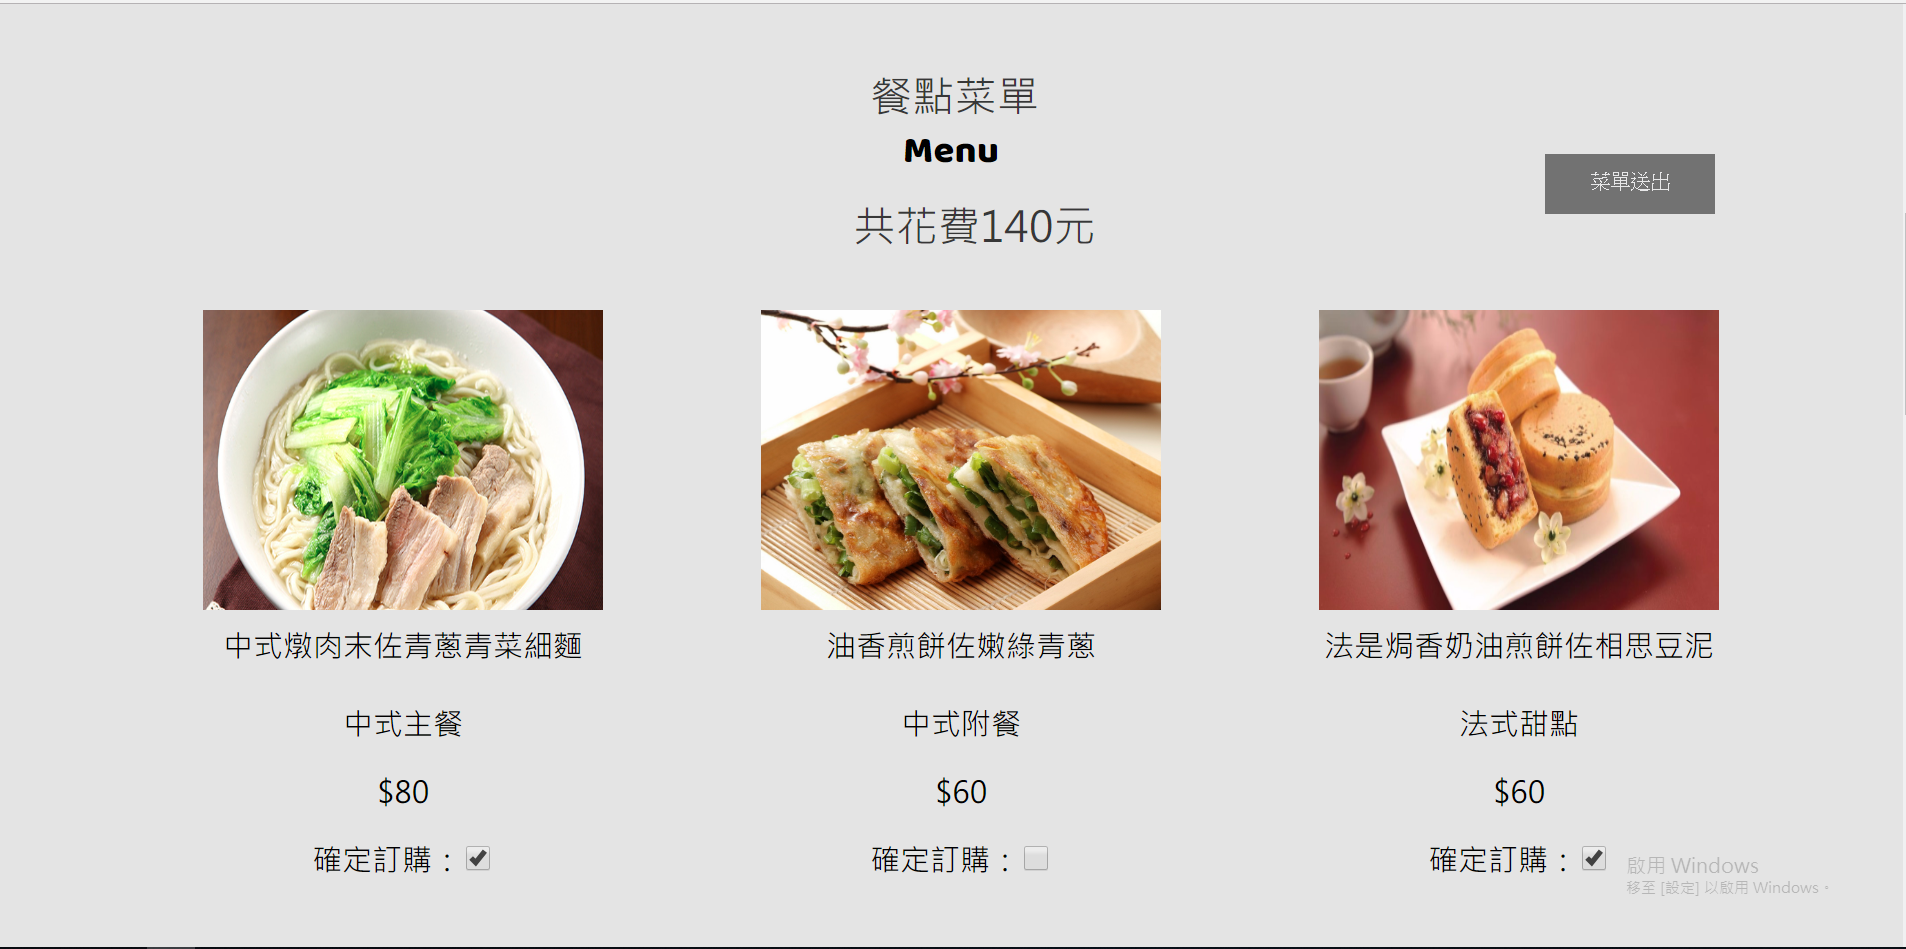 餐點菜單
Menu
菜單送出
共花費140元
中式燉肉末佐青蔥青菜細麵
油香煎餅佐嫩綠青蔥
法是焗香奶油煎餅佐相思豆泥
中式主餐
中式附餐
法式甜點
$80
$60
$60
確定訂購：
確定訂購：
確定訂購：
啟用 Windows
移至 [設定] 以啟用 Windows。